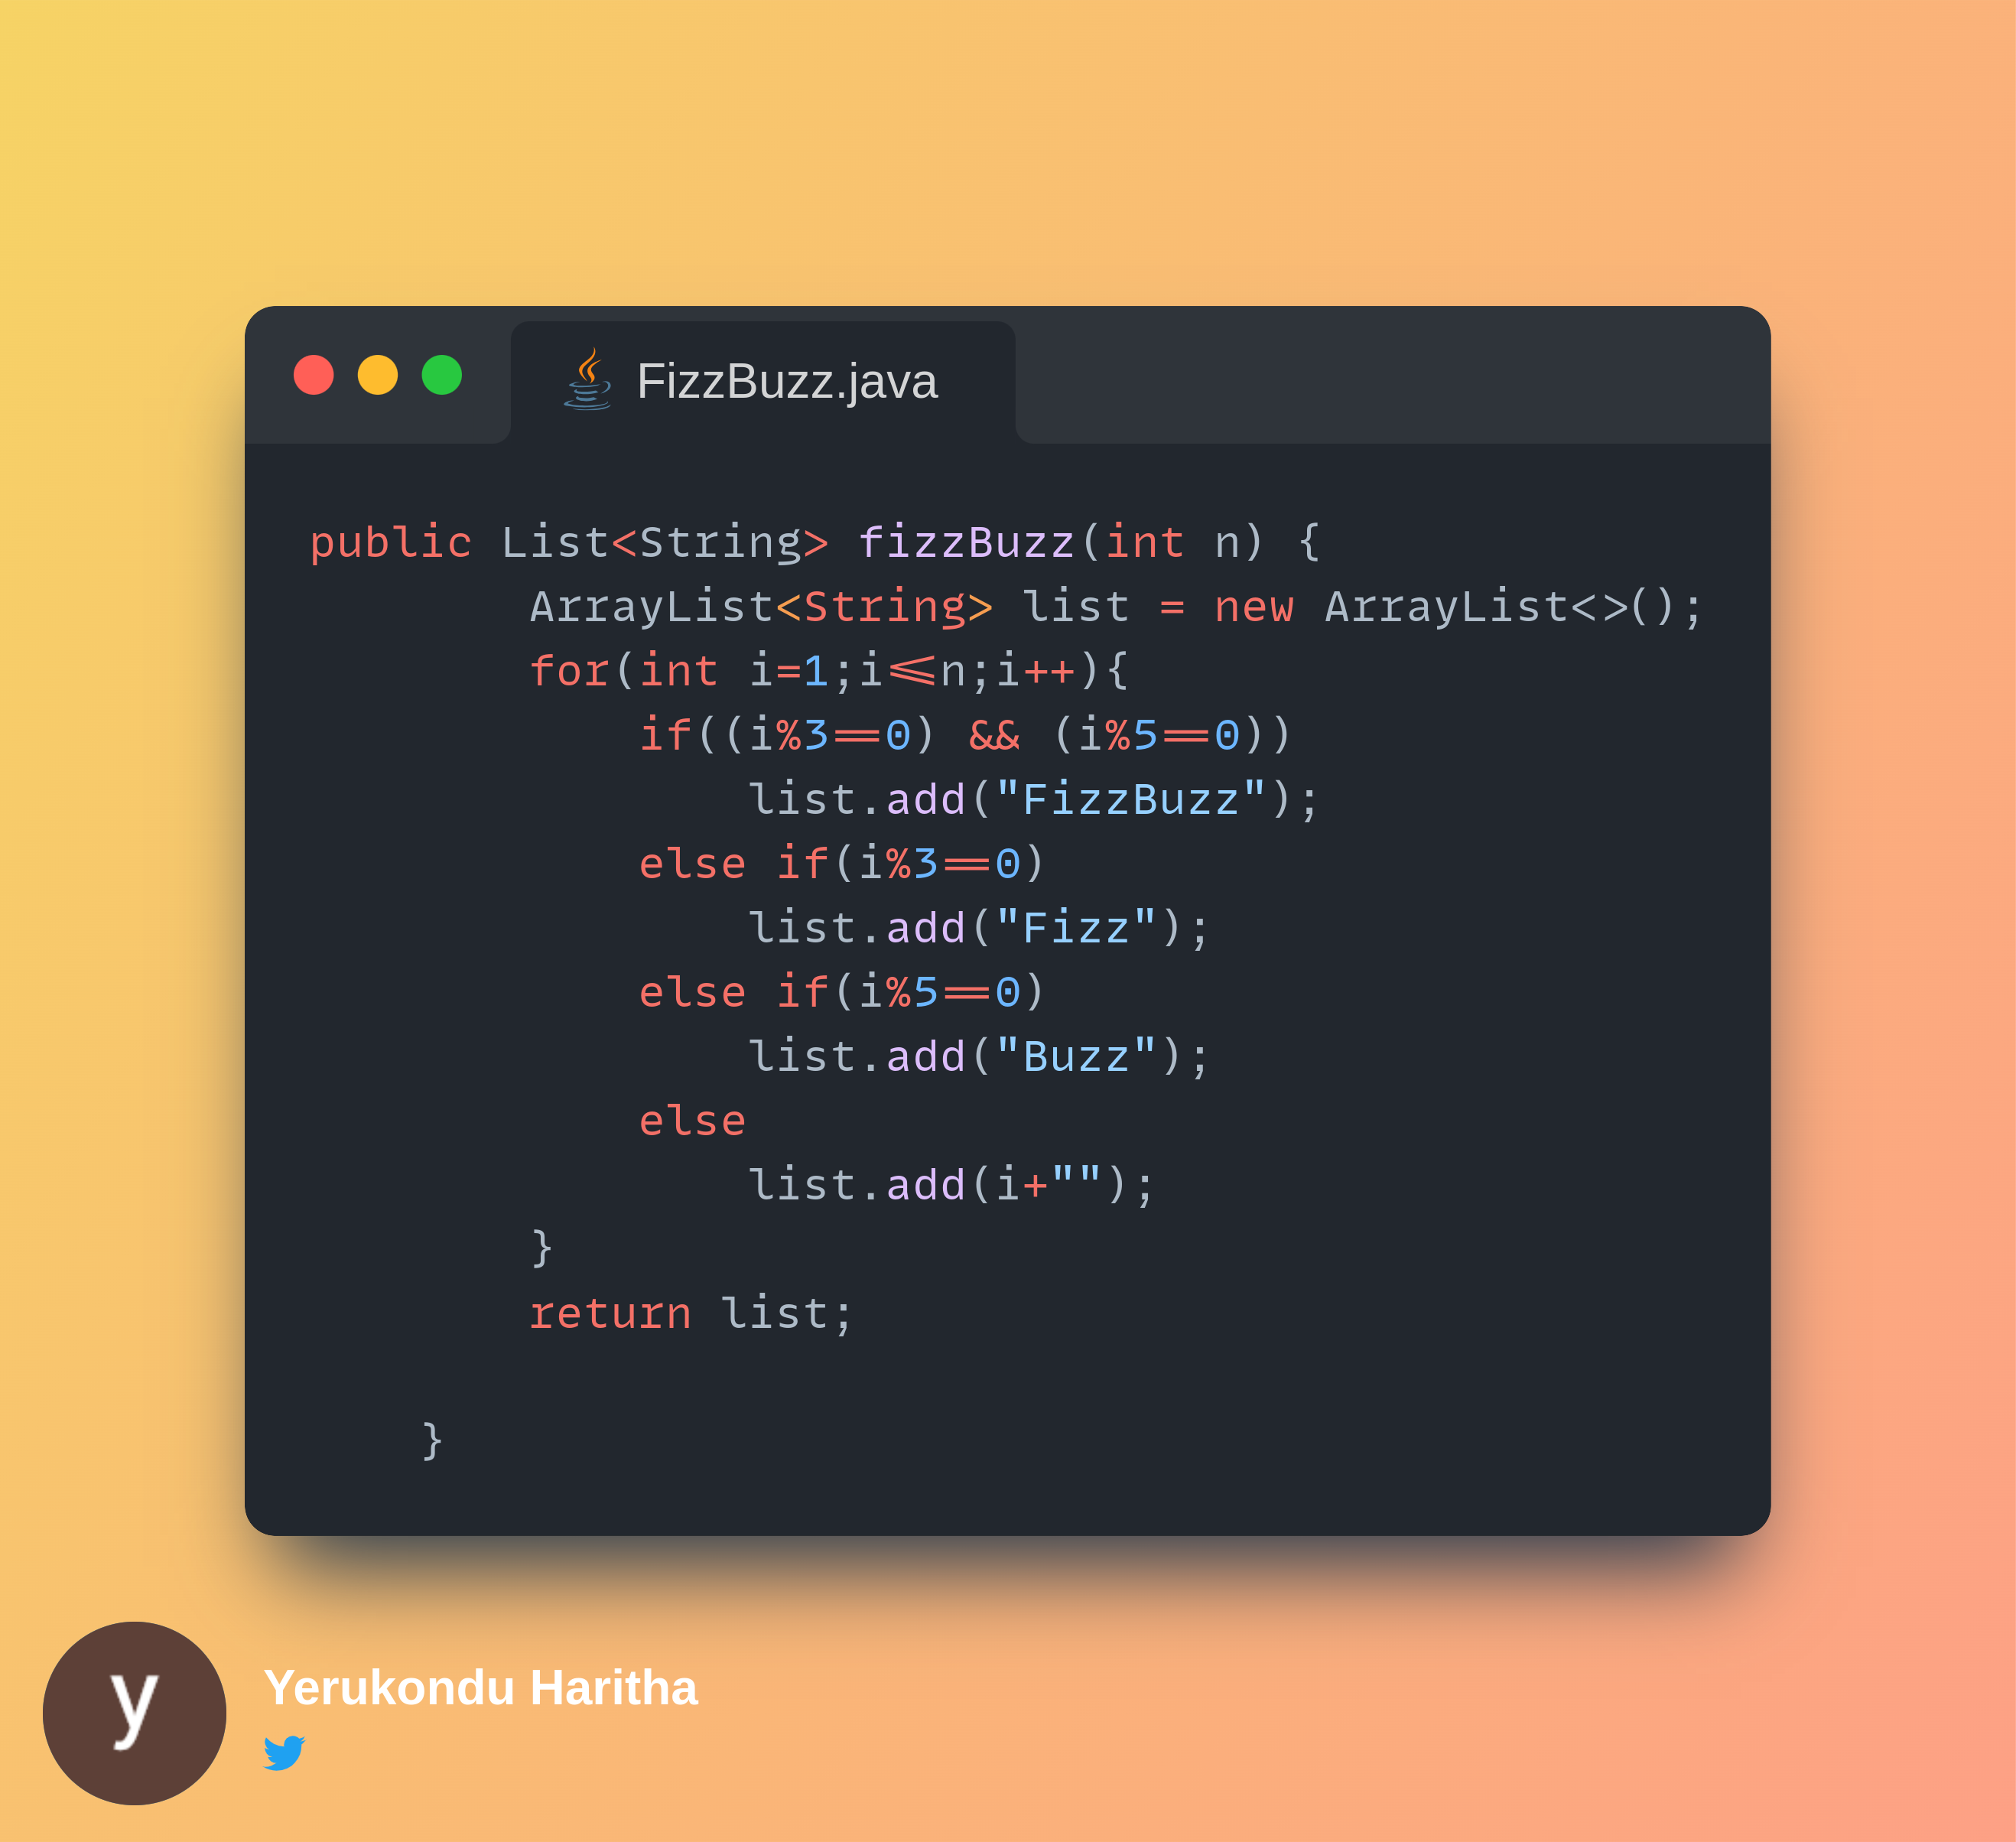 FizzBuzz.java
public List<String> fizzBuzz(int n) {
        ArrayList<String> list = new ArrayList<>();
        for(int i=1;i<=n;i++){
            if((i%3==0) && (i%5==0))
                list.add("FizzBuzz");
            else if(i%3==0)
                list.add("Fizz");
            else if(i%5==0)
                list.add("Buzz");
            else
                list.add(i+"");
        }
        return list;
    }
y
Yerukondu Haritha